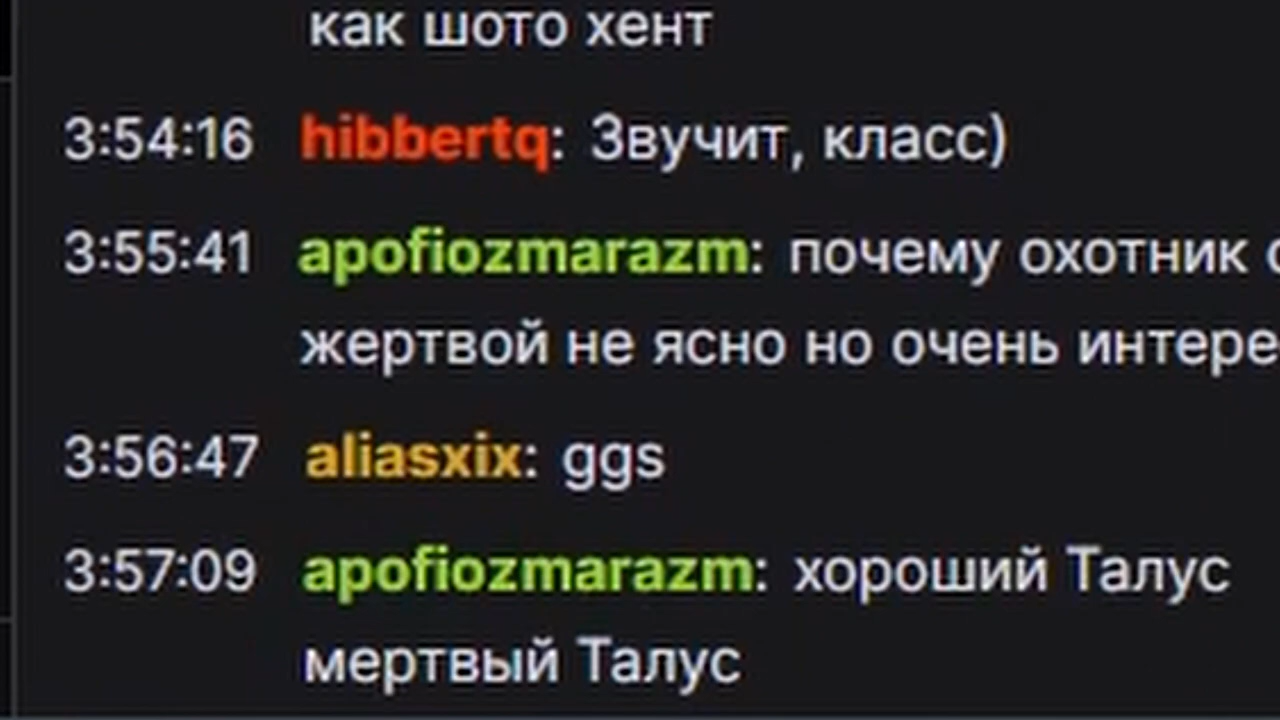 как шото хент
3:54:16 hibbertq: Звучит, класс)
3:55:41 apofiozmarazm: почему охотник
жертвой не ясно но очень
3:56:47 aliasxix: ggs
3:57:09 apofiozmarazm: хороший Талус
мертвый Талус